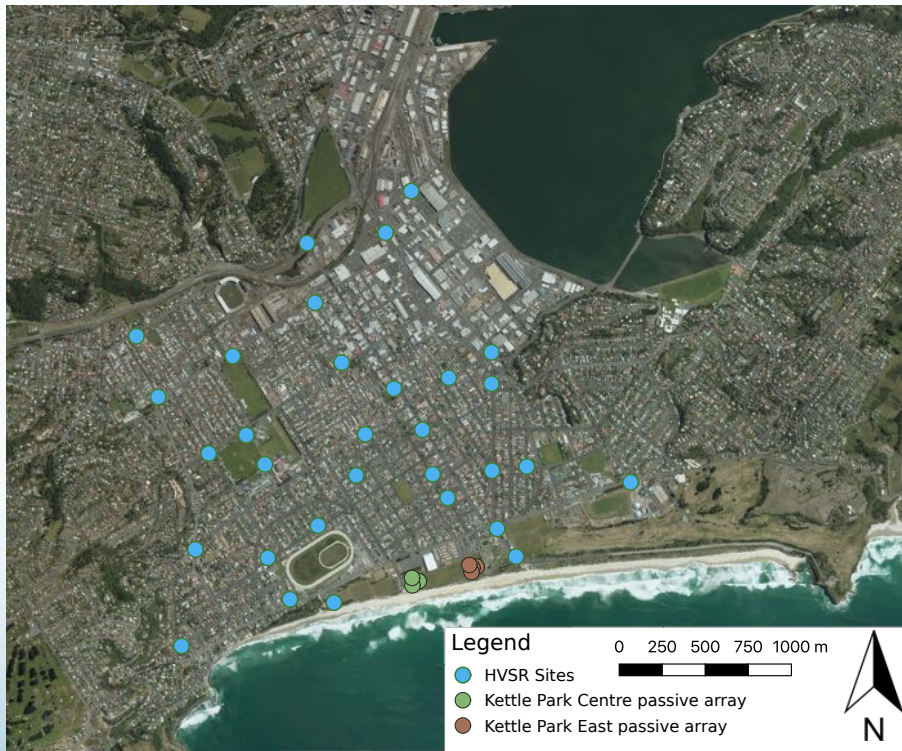 Legend
HVSR Sites
Kettle Park Centre passive array
Kettle Park East passive array
0 250 500 750 1000 m
N